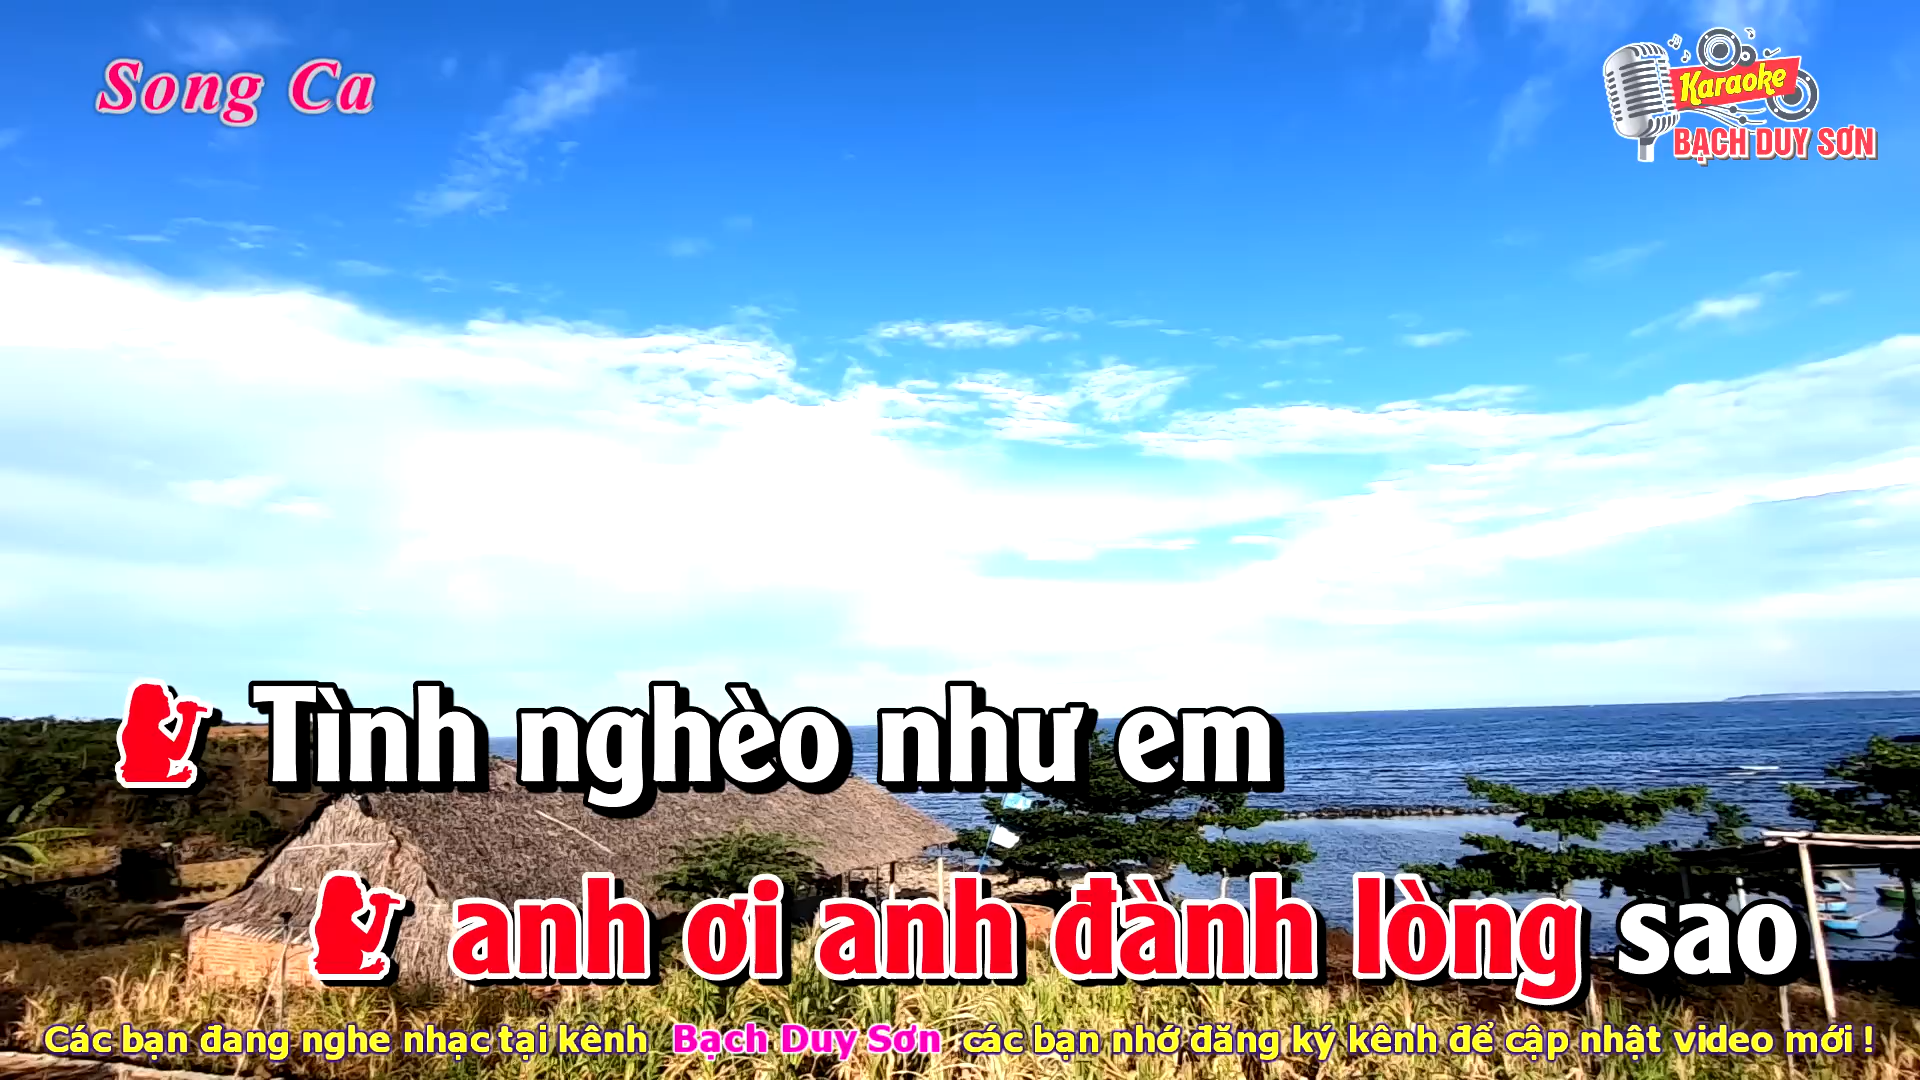 Song Ca
Karaoke
BẠCH DUY SƠN
Tình nghèo như em
anh ơi anh đành lòng sao
Các bạn đang nghe nhạc tại kênh Bạch Duy Sơn các bạn nhớ đăng ký kênh để cập nhật video mới !